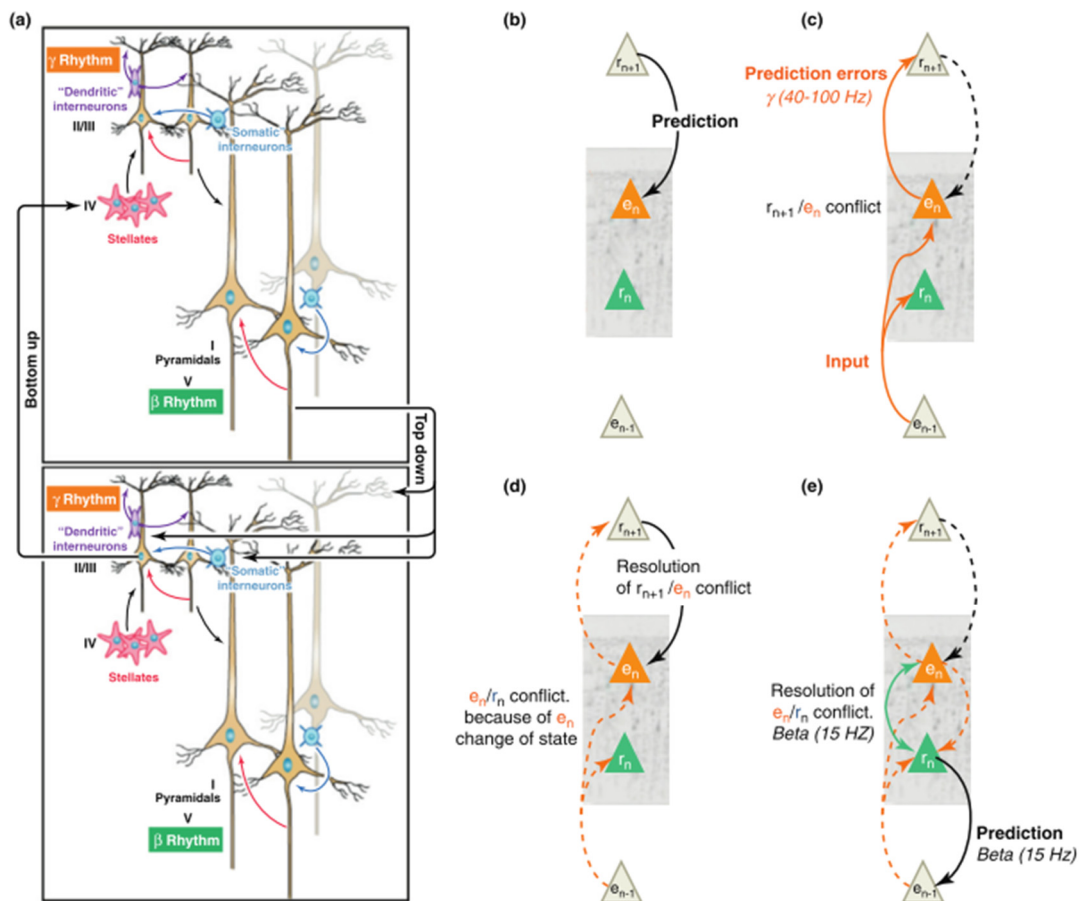 (a)
γ Rhythm
"Dendritic"
interneurons
II/III
"Somatic"
interneurons
IV
Stellates
I
Pyramidals
V
β Rhythm
Bottom up
Top down
γ Rhythm
"Dendritic"
interneurons
II/III
"Somatic"
interneurons
IV
Stellates
I
Pyramidals
V
β Rhythm
(b)
rn+1
Prediction
en
rn
en-1
(c)
rn+1
Prediction errors
γ (40-100 Hz)
rn+1/en conflict
en
rn
Input
en-1
(d)
rn+1
Resolution
of rn+1/en conflict
en
en/rn conflict.
because of en
change of state
rn
en-1
(e)
rn+1
en
Resolution of
en/rn conflict.
Beta (15 HZ)
rn
Prediction
Beta (15 Hz)
en-1